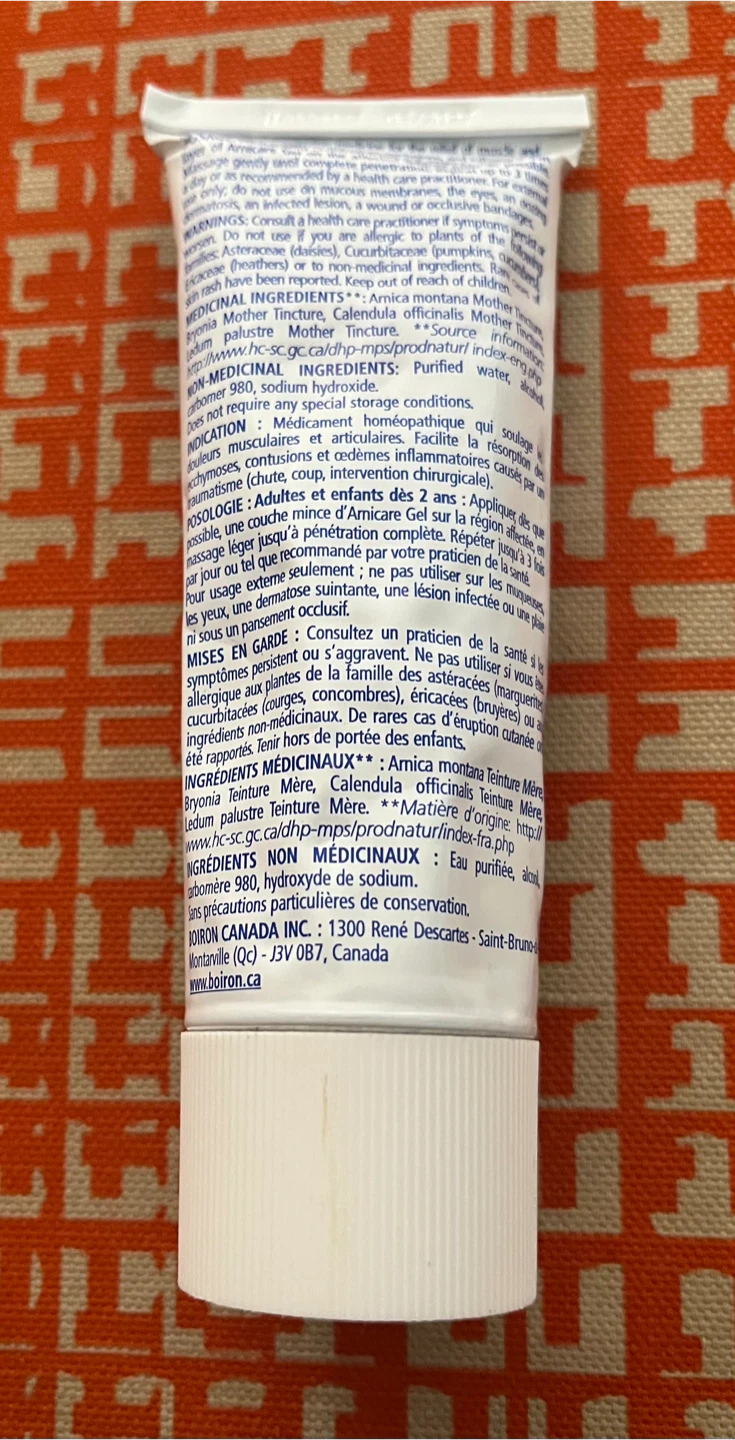 layer of Arnicare
Massage gently until complete penetration. up to 3 times
a day or as recommended by a health care practitioner. For external
use only; do not use on mucous membranes, the eyes, an oozing
dermatosis, an infected lesion, a wound or occlusive bandages.
WARNINGS: Consult a health care practitioner if symptoms persist or
worsen. Do not use if you are allergic to plants of the following
families: Asteraceae (daisies), Cucurbitaceae (pumpkins, cucumbers),
Ericaceae (heathers) or to non-medicinal ingredients. Rare cases of
skin rash have been reported. Keep out of reach of children.
MEDICINAL INGREDIENTS**: Arnica montana Mother Tincture,
Bryonia Mother Tincture, Calendula officinalis Mother Tincture,
Ledum palustre Mother Tincture. **Source information:
http://www.hc-sc.gc.ca/dhp-mps/prodnatur/ index-eng.php
NON-MEDICINAL INGREDIENTS: Purified water, alcohol,
carbomer 980, sodium hydroxide.
Does not require any special storage conditions.
INDICATION : Médicament homéopathique qui soulage les
douleurs musculaires et articulaires. Facilite la résorption des
ecchymoses, contusions et œdèmes inflammatoires causés par un
traumatisme (chute, coup, intervention chirurgicale).
POSOLOGIE : Adultes et enfants dès 2 ans : Appliquer, dès que
possible, une couche mince d'Arnicare Gel sur la région affectée, en
massage léger jusqu'à pénétration complète. Répéter jusqu'à 3 fois
par jour ou tel que recommandé par votre praticien de la santé.
Pour usage externe seulement ; ne pas utiliser sur les muqueuses,
les yeux, une dermatose suintante, une lésion infectée ou une plaie
ni sous un pansement occlusif.
MISES EN GARDE : Consultez un praticien de la santé si les
symptômes persistent ou s'aggravent. Ne pas utiliser si vous êtes
allergique aux plantes de la famille des astéracées (marguerites),
cucurbitacées (courges, concombres), éricacées (bruyères) ou aux
ingrédients non-médicinaux. De rares cas d'éruption cutanée ont
été rapportés. Tenir hors de portée des enfants.
INGRÉDIENTS MÉDICINAUX** : Arnica montana Teinture Mère,
Bryonia Teinture Mère, Calendula officinalis Teinture Mère,
Ledum palustre Teinture Mère. **Matière d'origine: http://
www.hc-sc.gc.ca/dhp-mps/prodnatur/index-fra.php
INGRÉDIENTS NON MÉDICINAUX : Eau purifiée, alcool,
carbomère 980, hydroxyde de sodium.
Sans précautions particulières de conservation.
BOIRON CANADA INC. : 1300 René Descartes - Saint-Bruno-de-
Montarville (Qc) - J3V 0B7, Canada
www.boiron.ca